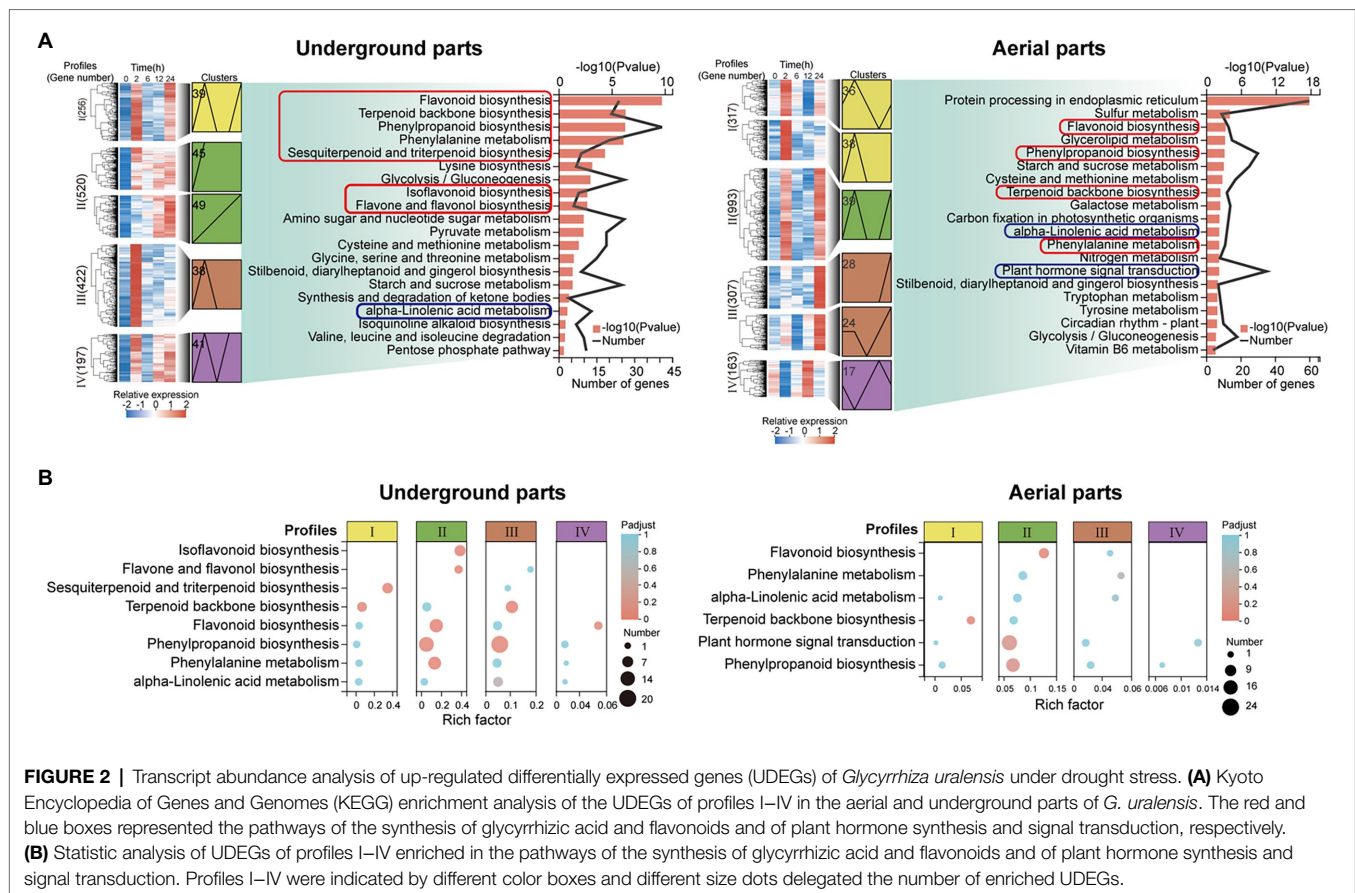 A
Underground parts
Profiles
(Gene number)
Time(h)
0 2 6 12 24
Clusters
-log10(Pvalue)
0 5 10
I(256)
39
II(520)
45
49
III(422)
38
IV(197)
41
Relative expression
-2 -1 0 1 2
Flavonoid biosynthesis
Terpenoid backbone biosynthesis
Phenylpropanoid biosynthesis
Phenylalanine metabolism
Sesquiterpenoid and triterpenoid biosynthesis
Lysine biosynthesis
Glycolysis / Gluconeogenesis
Isoflavonoid biosynthesis
Flavone and flavonol biosynthesis
Amino sugar and nucleotide sugar metabolism
Pyruvate metabolism
Cysteine and methionine metabolism
Glycine, serine and threonine metabolism
Stilbenoid, diarylheptanoid and gingerol biosynthesis
Starch and sucrose metabolism
Synthesis and degradation of ketone bodies
alpha-Linolenic acid metabolism
Isoquinoline alkaloid biosynthesis
Valine, leucine and isoleucine degradation
Pentose phosphate pathway
-log10(Pvalue)
Number
0 15 30 45
Number of genes
Aerial parts
Profiles
(Gene number)
Time(h)
0 2 6 12 24
Clusters
-log10(Pvalue)
0 6 12 18
I(317)
36
38
II(993)
39
III(307)
28
24
IV(163)
17
Relative expression
-2 -1 0 1 2
Protein processing in endoplasmic reticulum
Sulfur metabolism
Flavonoid biosynthesis
Glycerolipid metabolism
Phenylpropanoid biosynthesis
Starch and sucrose metabolism
Cysteine and methionine metabolism
Terpenoid backbone biosynthesis
Galactose metabolism
Carbon fixation in photosynthetic organisms
alpha-Linolenic acid metabolism
Phenylalanine metabolism
Nitrogen metabolism
Plant hormone signal transduction
Stilbenoid, diarylheptanoid and gingerol biosynthesis
Tryptophan metabolism
Tyrosine metabolism
Circadian rhythm - plant
Glycolysis / Gluconeogenesis
Vitamin B6 metabolism
-log10(Pvalue)
Number
0 20 40 60
Number of genes
B
Underground parts
Profiles
I II III IV
Isoflavonoid biosynthesis
Flavone and flavonol biosynthesis
Sesquiterpenoid and triterpenoid biosynthesis
Terpenoid backbone biosynthesis
Flavonoid biosynthesis
Phenylpropanoid biosynthesis
Phenylalanine metabolism
alpha-Linolenic acid metabolism
0 0.2 0.4 0 0.2 0.4 0 0.1 0.2 0 0.04 0.06
Rich factor
Padjust
1
0.8
0.6
0.4
0.2
0
Number
1
7
14
20
Aerial parts
Profiles
I II III IV
Flavonoid biosynthesis
Phenylalanine metabolism
alpha-Linolenic acid metabolism
Terpenoid backbone biosynthesis
Plant hormone signal transduction
Phenylpropanoid biosynthesis
0 0.05 0.05 0.1 0.15 0 0.04 0.06 0.006 0.01 0.014
Rich factor
Padjust
1
0.8
0.6
0.4
0.2
0
Number
1
9
16
24
FIGURE 2 | Transcript abundance analysis of up-regulated differentially expressed genes (UDEGs) of Glycyrrhiza uralensis under drought stress. (A) Kyoto
Encyclopedia of Genes and Genomes (KEGG) enrichment analysis of the UDEGs of profiles I–IV in the aerial and underground parts of G. uralensis. The red and
blue boxes represented the pathways of the synthesis of glycyrrhizic acid and flavonoids and of plant hormone synthesis and signal transduction, respectively.
(B) Statistic analysis of UDEGs of profiles I–IV enriched in the pathways of the synthesis of glycyrrhizic acid and flavonoids and of plant hormone synthesis and
signal transduction. Profiles I–IV were indicated by different color boxes and different size dots delegated the number of enriched UDEGs.